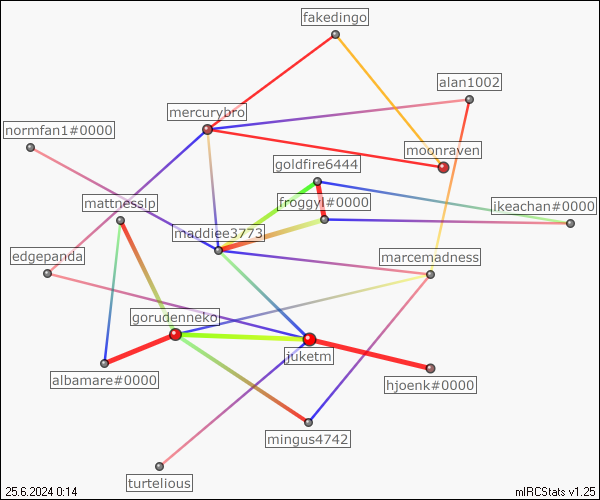 fakedingo
alan1002
mercurybro
normfan1#0000
moonraven
goldfire6444
mattnesslp
froggy1#0000
ikeachan#0000
maddiee3773
edgepanda
marcemadness
gorudenneko
juketm
albamare#0000
hjoenk#0000
mingus4742
turtelious
25.6.2024 0:14
mIRCStats v1.25